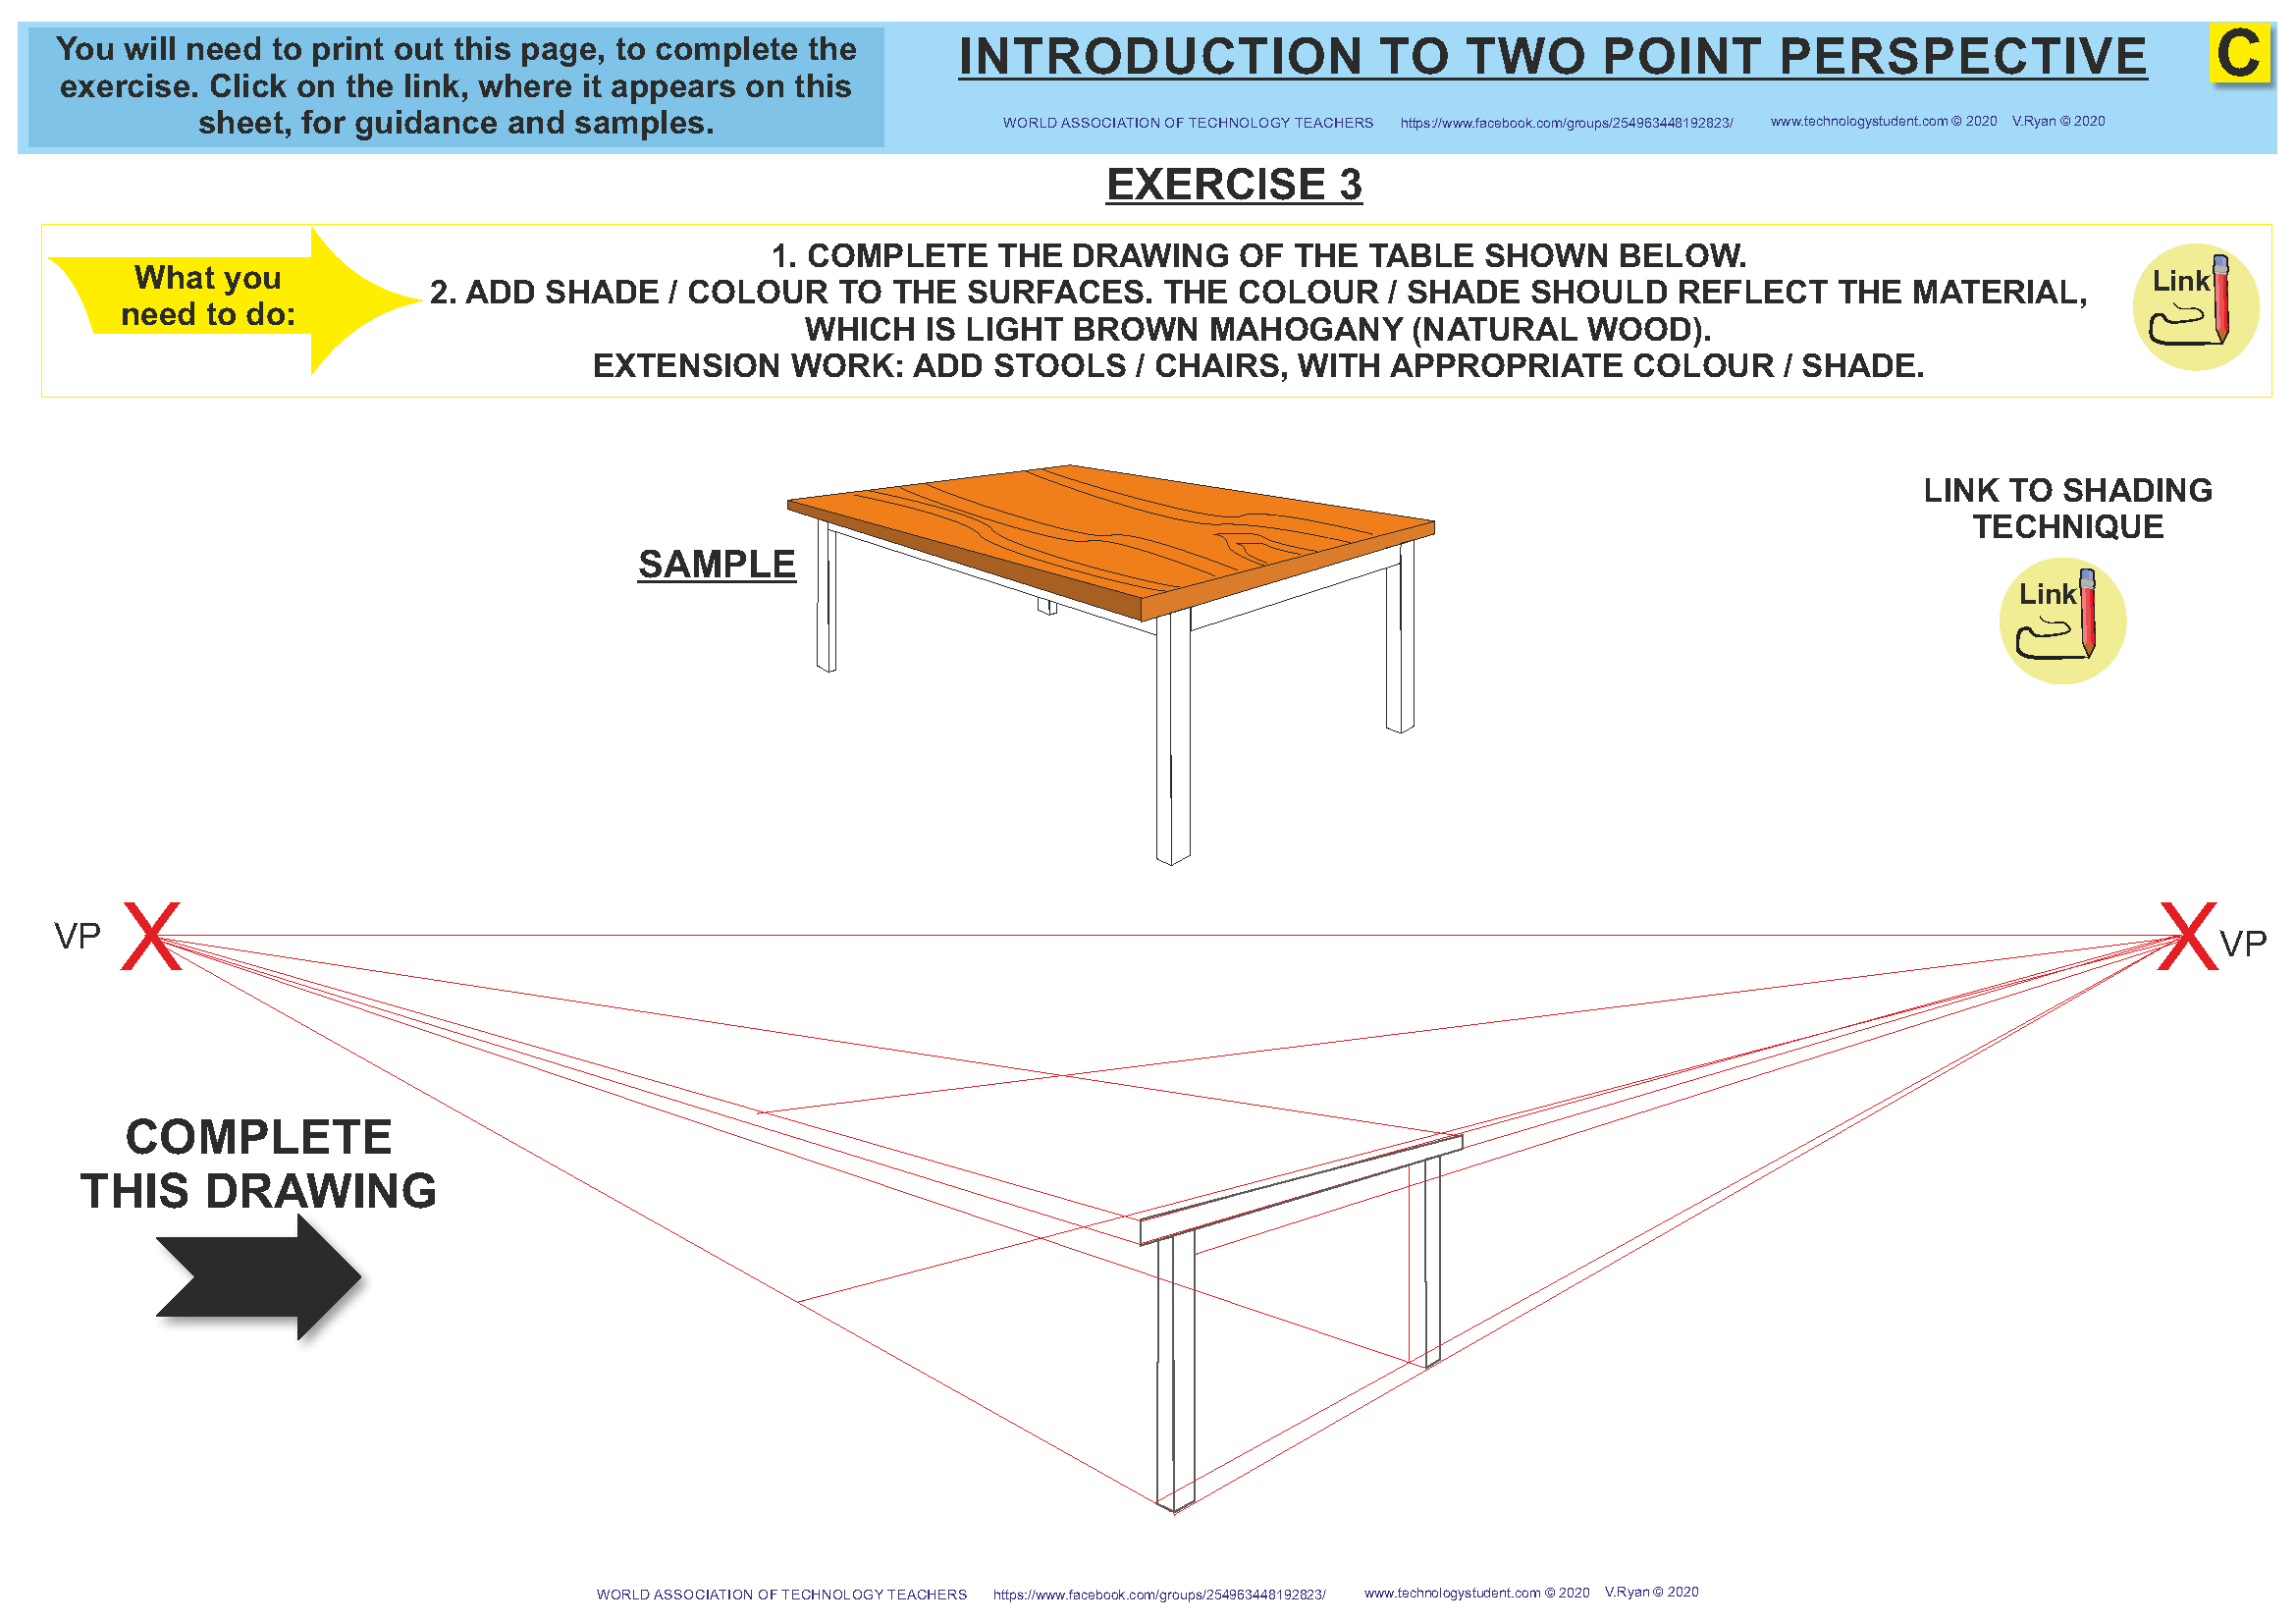 You will need to print out this page, to complete the
exercise. Click on the link, where it appears on this
sheet, for guidance and samples.
INTRODUCTION TO TWO POINT PERSPECTIVE
C
WORLD ASSOCIATION OF TECHNOLOGY TEACHERS https://www.facebook.com/groups/254963448192823/ www.technologystudent.com © 2020 V.Ryan © 2020
EXERCISE 3
What you
need to do:
1. COMPLETE THE DRAWING OF THE TABLE SHOWN BELOW.
2. ADD SHADE / COLOUR TO THE SURFACES. THE COLOUR / SHADE SHOULD REFLECT THE MATERIAL,
WHICH IS LIGHT BROWN MAHOGANY (NATURAL WOOD).
EXTENSION WORK: ADD STOOLS / CHAIRS, WITH APPROPRIATE COLOUR / SHADE.
Link
LINK TO SHADING
TECHNIQUE
Link
SAMPLE
VP X
X VP
COMPLETE
THIS DRAWING
WORLD ASSOCIATION OF TECHNOLOGY TEACHERS https://www.facebook.com/groups/254963448192823/ www.technologystudent.com © 2020 V.Ryan © 2020